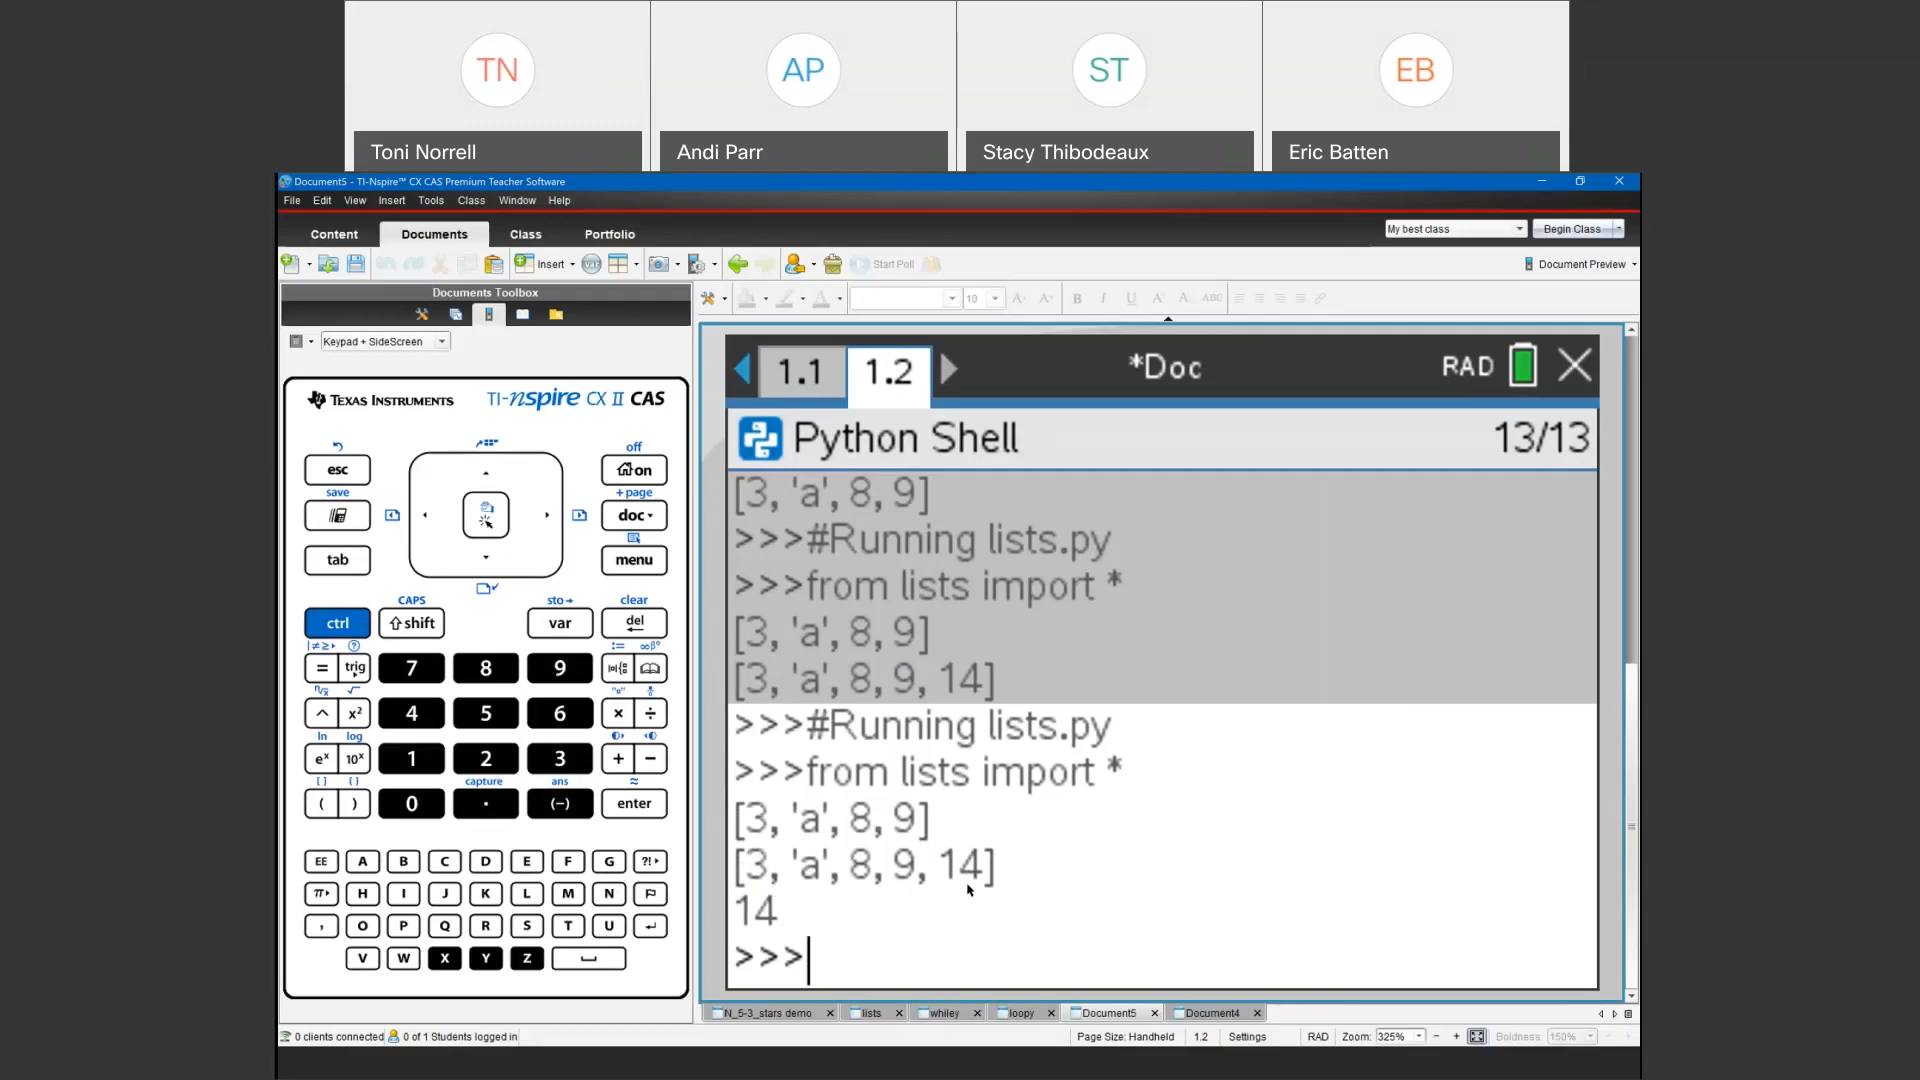 TN
AP
ST
EB
Toni Norrell
Andi Parr
Stacy Thibodeaux
Eric Batten
Document5 - TI-Nspire™ CX CAS Premium Teacher Software
File Edit View Insert Tools Class Window Help
Content Documents Class Portfolio
My best class
Begin Class
Insert
Start Poll
Document Preview
Documents Toolbox
10
B I U A A ABC
Keypad + SideScreen
TEXAS INSTRUMENTS TI-nspire CX II CAS
off
esc
on
save
+ page
doc
tab
menu
CAPS sto→ clear
ctrl shift var del
= trig 7 8 9
^ x² 4 5 6 × ÷
ln log
eˣ 10ˣ 1 2 3 + −
[ ] { } capture ans ≈
( ) 0 . (−) enter
EE A B C D E F G ?!
π H I J K L M N
, O P Q R S T U
V W X Y Z
1.1 1.2 *Doc RAD
Python Shell 13/13
[3, 'a', 8, 9]
>>>#Running lists.py
>>>from lists import *
[3, 'a', 8, 9]
[3, 'a', 8, 9, 14]
>>>#Running lists.py
>>>from lists import *
[3, 'a', 8, 9]
[3, 'a', 8, 9, 14]
14
>>>
N_5-3_stars demo lists whiley loopy Document5 Document4
0 clients connected 0 of 1 Students logged in
Page Size: Handheld 1.2 Settings RAD Zoom: 325% − + Boldness: 150% − +